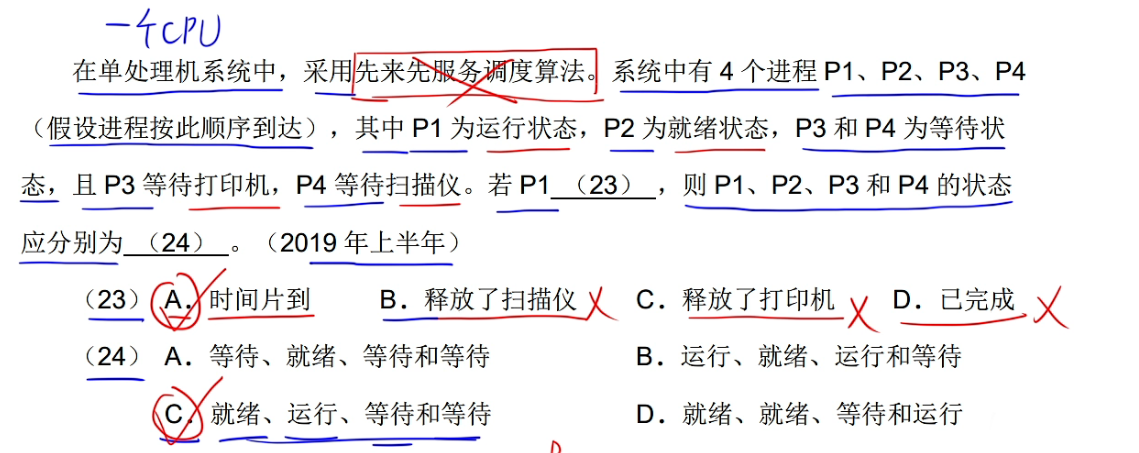 一个CPU
在单处理机系统中，采用先来先服务调度算法。系统中有 4 个进程 P1、P2、P3、P4
（假设进程按此顺序到达），其中 P1 为运行状态，P2 为就绪状态，P3 和 P4 为等待状
态，且 P3 等待打印机，P4 等待扫描仪。若 P1 （23） ，则 P1、P2、P3 和 P4 的状态
应分别为 （24） 。（2019 年上半年）
（23） A．时间片到 B．释放了扫描仪 C．释放了打印机 D．已完成
（24） A．等待、就绪、等待和等待 B．运行、就绪、运行和等待
C．就绪、运行、等待和等待 D．就绪、就绪、等待和运行